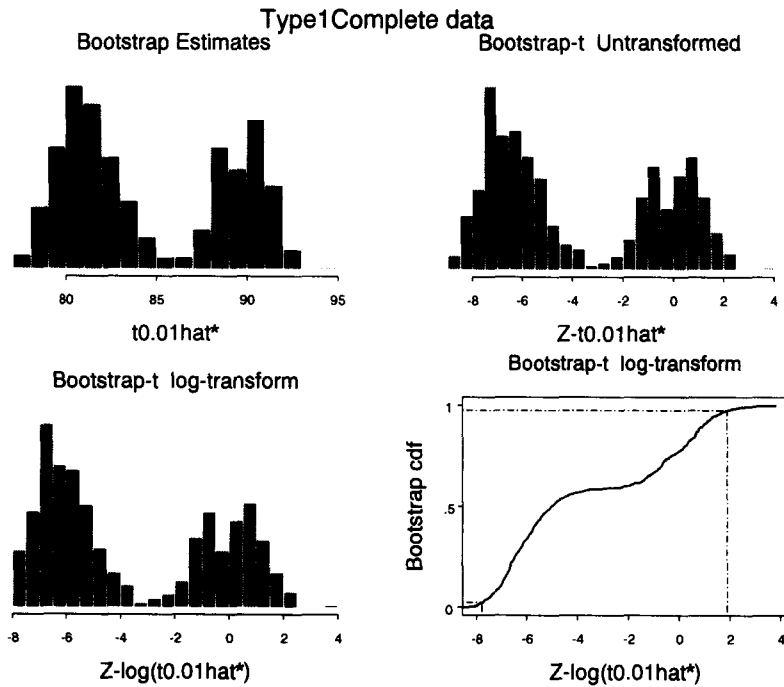 Type1Complete data
Bootstrap Estimates
80 85 90 95
t0.01hat*
Bootstrap-t Untransformed
-8 -6 -4 -2 0 2 4
Z-t0.01hat*
Bootstrap-t log-transform
-8 -6 -4 -2 0 2 4
Z-log(t0.01hat*)
Bootstrap-t log-transform
Bootstrap cdf
1
.5
0
-8 -6 -4 -2 0 2 4
Z-log(t0.01hat*)